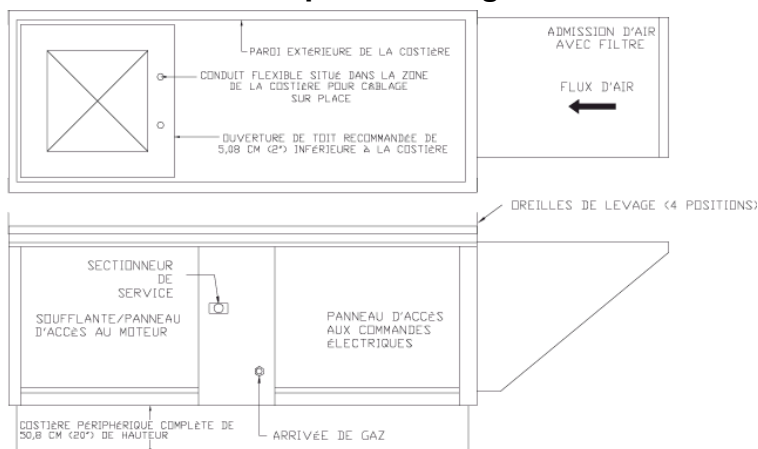 ADMISSION D'AIR
AVEC FILTRE
PAROI EXTÉRIEURE DE LA COSTIÈRE
CONDUIT FLEXIBLE SITUÉ DANS LA ZONE
DE LA COSTIÈRE POUR CÂBLAGE
SUR PLACE
FLUX D'AIR
OUVERTURE DE TOIT RECOMMANDÉE DE
5,08 CM (2") INFÉRIEURE À LA COSTIÈRE
OREILLES DE LEVAGE (4 POSITIONS)
SECTIONNEUR
DE
SERVICE
SOUFFLANTE/PANNEAU
D'ACCÈS AU MOTEUR
PANNEAU D'ACCÈS
AUX COMMANDES
ÉLECTRIQUES
COSTIÈRE PÉRIPHÉRIQUE COMPLÈTE DE
50,8 CM (20") DE HAUTEUR
ARRIVÉE DE GAZ